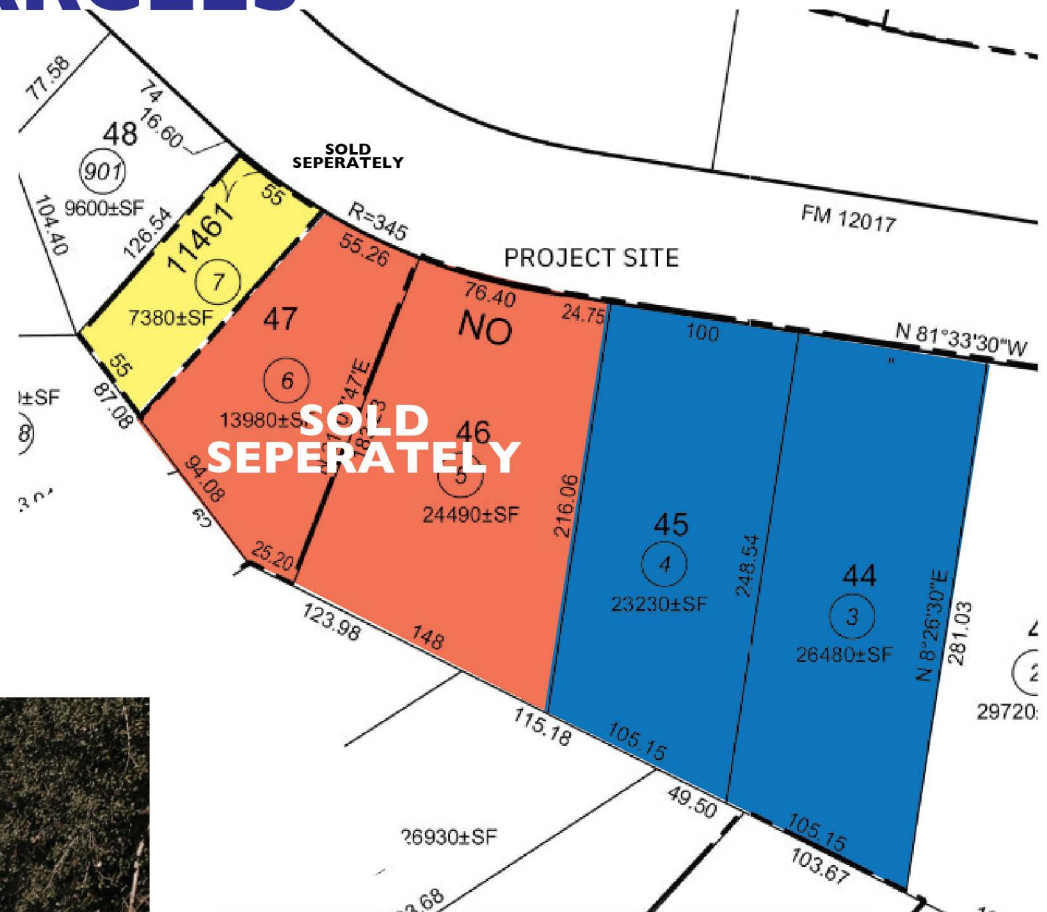 77.58
74
16.60
48
901
9600±SF
104.40
126.54
SOLD
SEPERATELY
55
11461
7
7380±SF
55
87.08
R=345
55.26
PROJECT SITE
FM 12017
76.40
24.75
NO
100
N 81°33'30"W
"
47
6
13980±SF
SOLD
SEPERATELY
46
5
24490±SF
94.08
25.20
216.06
45
4
23230±SF
248.54
44
3
26480±SF
N 8°26'30"E
281.03
29720
±SF
123.98
148
115.18
105.15
49.50
105.15
103.67
26930±SF